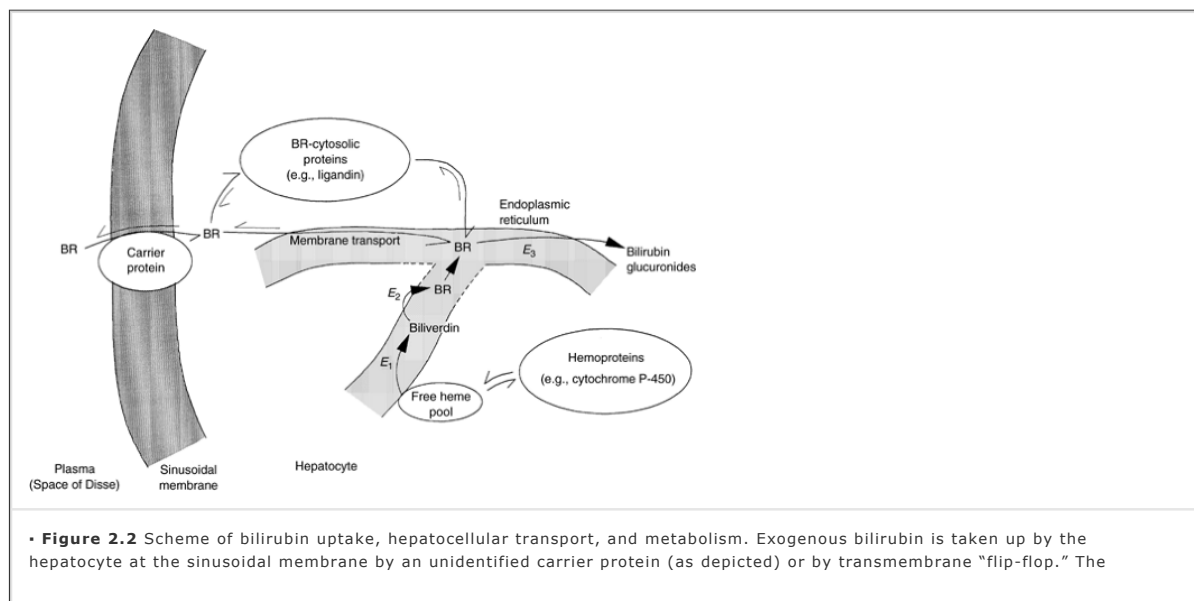 BR-cytosolic
proteins
(e.g., ligandin)
Endoplasmic
reticulum
BR
BR
Carrier
protein
Membrane transport
BR
E3
Bilirubin
glucuronides
E2
BR
Biliverdin
E1
Hemoproteins
(e.g., cytochrome P-450)
Free heme
pool
Plasma
(Space of Disse)
Sinusoidal
membrane
Hepatocyte
▪ Figure 2.2 Scheme of bilirubin uptake, hepatocellular transport, and metabolism. Exogenous bilirubin is taken up by the
hepatocyte at the sinusoidal membrane by an unidentified carrier protein (as depicted) or by transmembrane “flip-flop.” The